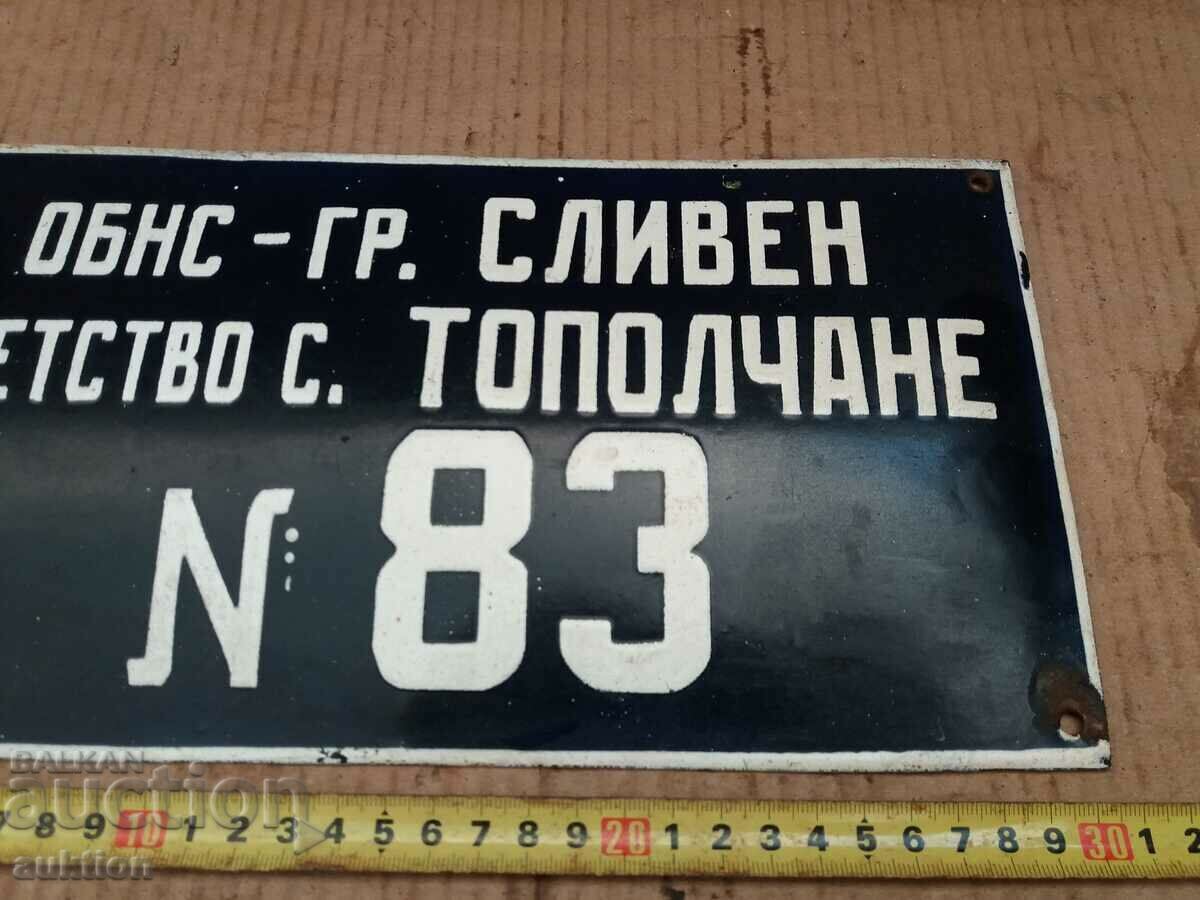 ОБНС - ГР. СЛИВЕН
ЕТСТВО С. ТОПОЛЧАНЕ
№ 83
BALKAN
auction
auktion
7 8 9 10 1 2 3 4 5 6 7 8 9 20 1 2 3 4 5 6 7 8 9 30 1 2